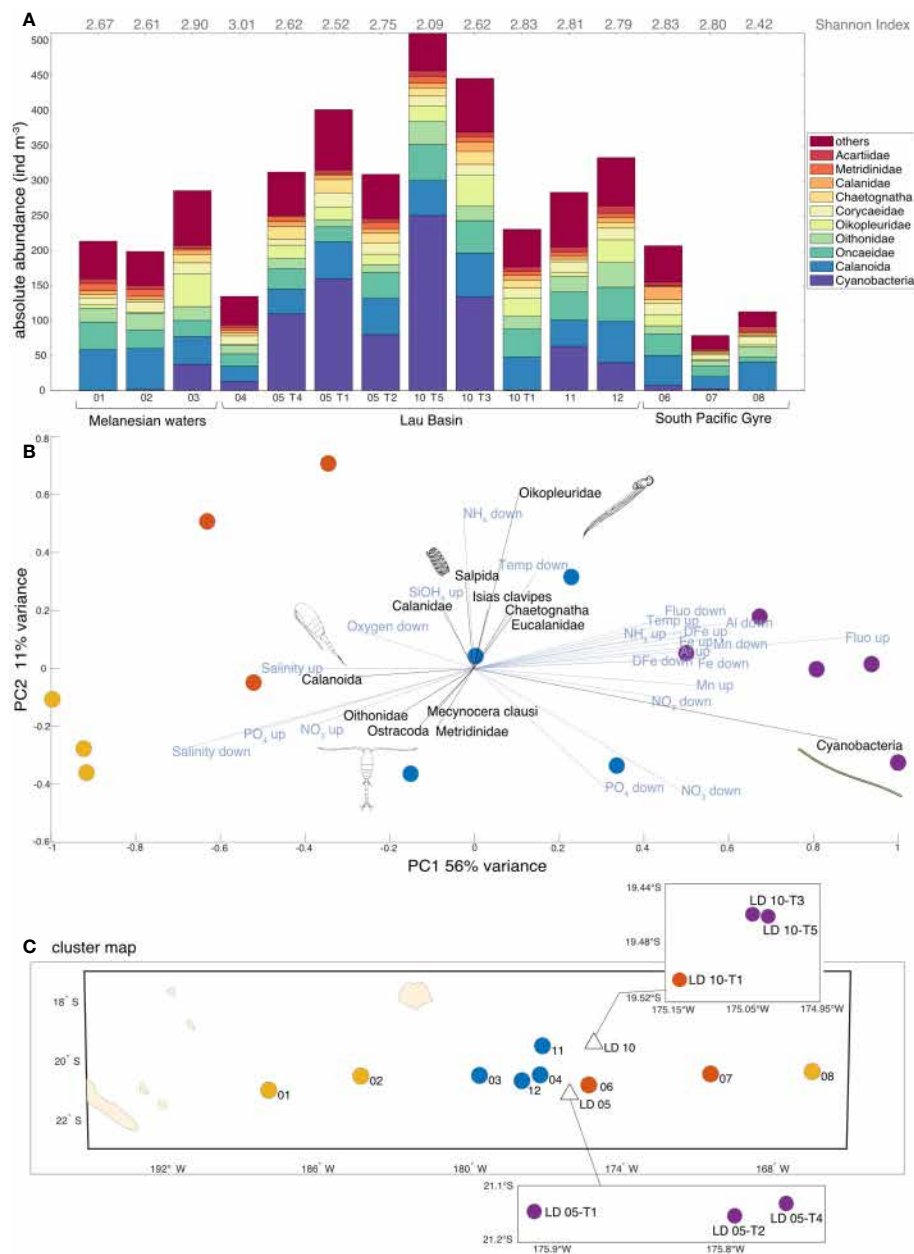 A
2.67 2.61 2.90 3.01 2.62 2.52 2.75 2.09 2.62 2.83 2.81 2.79 2.83 2.80 2.42 Shannon Index
absolute abundance (ind m⁻³)
500
450
400
350
300
250
200
150
100
50
0
others
Acartiidae
Metridinidae
Calanidae
Chaetognatha
Corycaeidae
Oikopleuridae
Oithonidae
Oncaeidae
Calanoida
Cyanobacteria
01 02 03 04 05 T4 05 T1 05 T2 10 T5 10 T3 10 T1 11 12 06 07 08
Melanesian waters Lau Basin South Pacific Gyre
B
PC2 11% variance
0.8
0.6
0.4
0.2
0
-0.2
-0.4
-0.6
Oikopleuridae
NH₄ down
Temp down
Salpida
SiOH₄ up
Isias clavipes
Calanidae
Chaetognatha
Eucalanidae
Oxygen down
Fluo down
Temp up
Al down
NH₄ up
DFe up
Fe up
Mn down
Fluo up
Al up
DFe down
Fe down
Salinity up
Calanoida
Mn up
NO₂ down
Oithonidae
Mecynocera clausi
Ostracoda
Metridinidae
PO₄ up
NO₃ up
Salinity down
Cyanobacteria
PO₄ down
NO₃ down
-1 -0.8 -0.6 -0.4 -0.2 0 0.2 0.4 0.6 0.8 1
PC1 56% variance
C cluster map
19.44°S
19.48°S
19.52°S
LD 10-T3
LD 10-T5
LD 10-T1
175.15°W 175.05°W 174.95°W
18° S
20° S
22° S
11
LD 10
01
02
03
12
04
06
07
08
LD 05
192° W 186° W 180° W 174° W 168° W
21.1°S
21.2°S
LD 05-T1
LD 05-T2
LD 05-T4
175.9°W 175.8°W